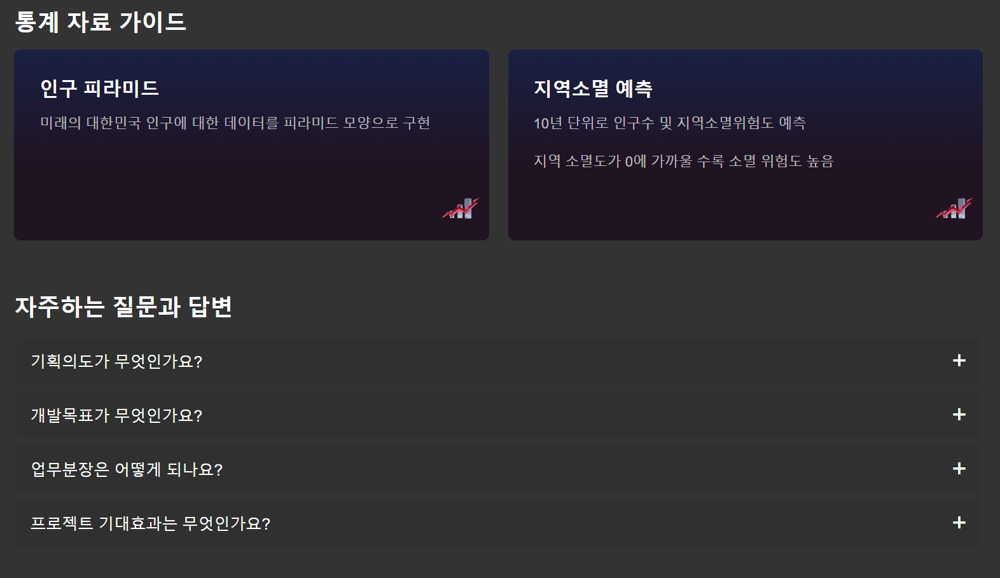 통계 자료 가이드
인구 피라미드
미래의 대한민국 인구에 대한 데이터를 피라미드 모양으로 구현
지역소멸 예측
10년 단위로 인구수 및 지역소멸위험도 예측
지역 소멸도가 0에 가까울 수록 소멸 위험도 높음
자주하는 질문과 답변
기획의도가 무엇인가요?
개발목표가 무엇인가요?
업무분장은 어떻게 되나요?
프로젝트 기대효과는 무엇인가요?